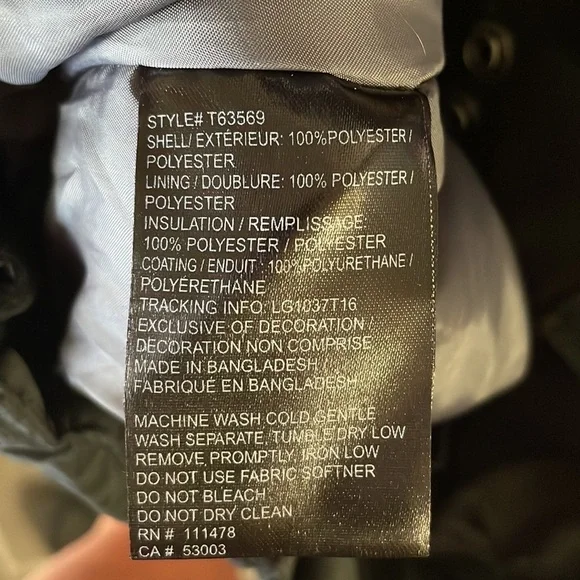 STYLE# T63569
SHELL/ EXTÉRIEUR: 100%POLYESTER /
POLYESTER
LINING / DOUBLURE: 100% POLYESTER /
POLYESTER
INSULATION / REMPLISSAGE:
100% POLYESTER / POLYESTER
COATING / ENDUIT : 100%POLYURETHANE /
POLYÉRETHANE
TRACKING INFO: LG1037T16
EXCLUSIVE OF DECORATION /
DECORATION NON COMPRISE
MADE IN BANGLADESH /
FABRIQUÉ EN BANGLADESH
MACHINE WASH COLD GENTLE
WASH SEPARATE, TUMBLE DRY LOW
REMOVE PROMPTLY, IRON LOW
DO NOT USE FABRIC SOFTNER
DO NOT BLEACH
DO NOT DRY CLEAN
RN # 111478
CA # 53003